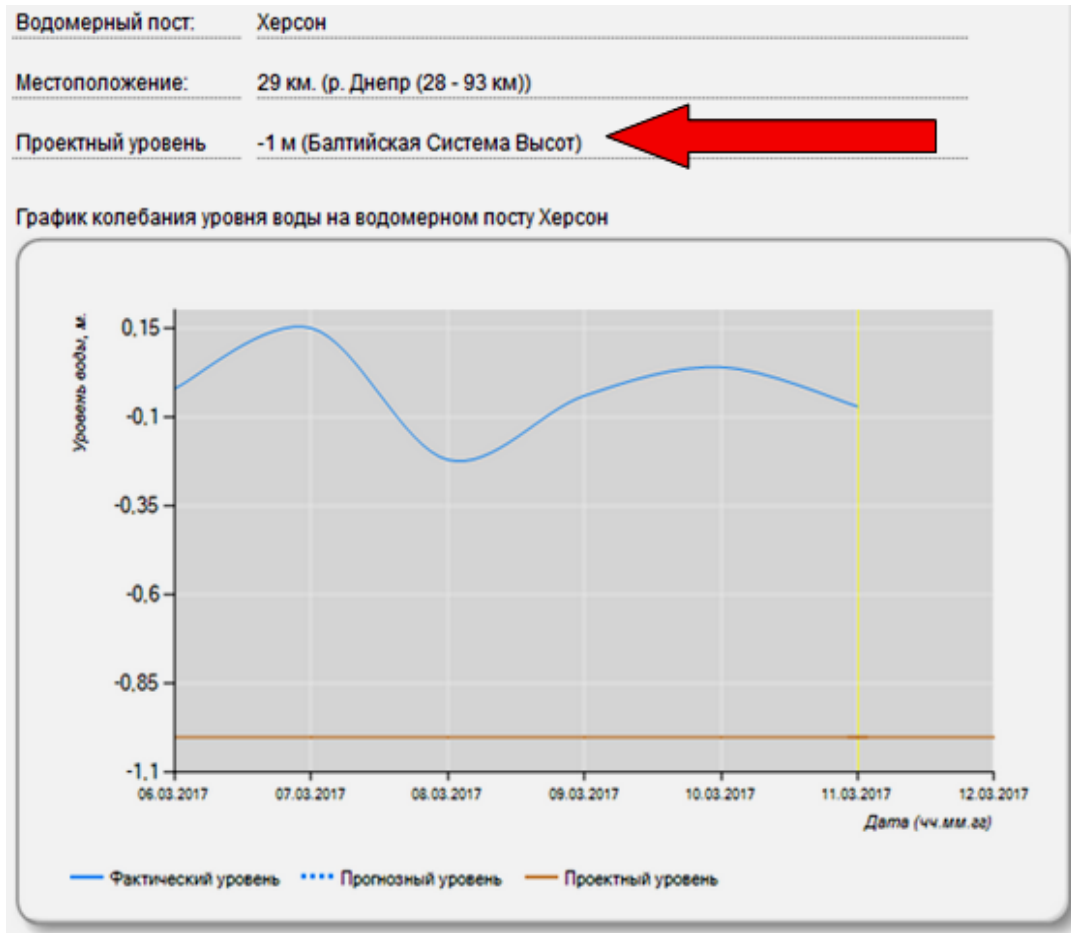 Водомерный пост: Херсон
Местоположение: 29 км. (р. Днепр (28 - 93 км))
Проектный уровень -1 м (Балтийская Система Высот)
График колебания уровня воды на водомерном посту Херсон
Уровень воды, м.
0,15
-0,1
-0,35
-0,6
-0,85
-1,1
06.03.2017 07.03.2017 08.03.2017 09.03.2017 10.03.2017 11.03.2017 12.03.2017
Дата (чч.мм.гг)
Фактический уровень Прогнозный уровень Проектный уровень